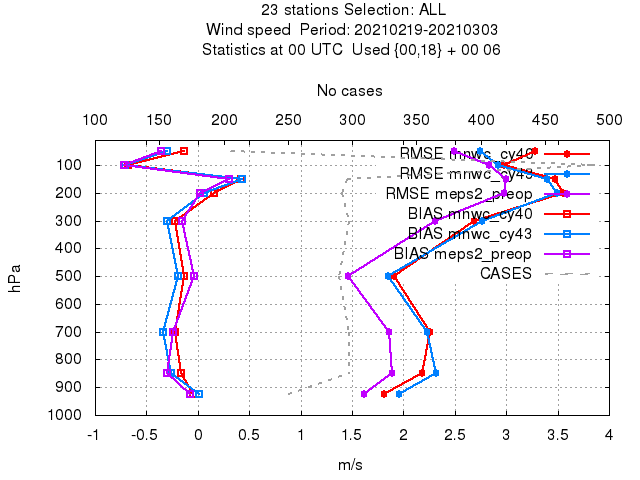 23 stations Selection: ALL
Wind speed Period: 20210219-20210303
Statistics at 00 UTC Used {00,18} + 00 06
No cases
100 150 200 250 300 350 400 450 500
RMSE mnwc_cy40
RMSE mnwc_cy43
RMSE meps2_preop
BIAS mnwc_cy40
BIAS mnwc_cy43
BIAS meps2_preop
CASES
hPa
100
200
300
400
500
600
700
800
900
1000
-1 -0.5 0 0.5 1 1.5 2 2.5 3 3.5 4
m/s